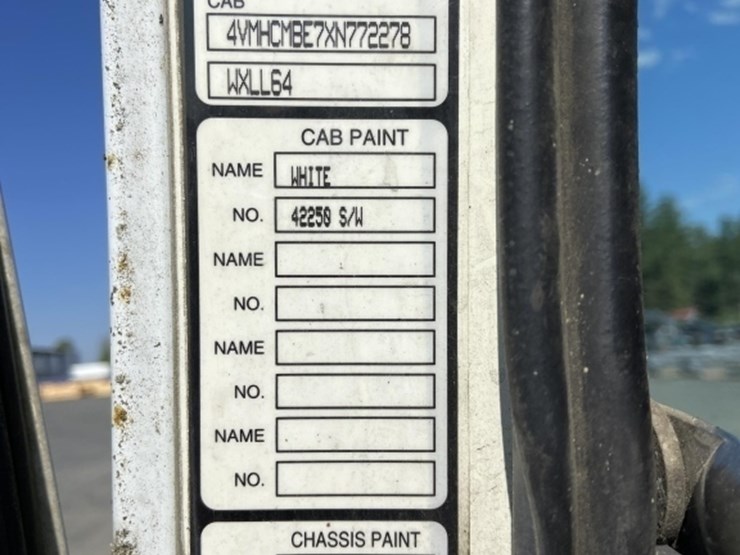 CAB
4VMHCMBE7XN772278
WXLL64
CAB PAINT
NAME WHITE
NO. 42250 S/W
NAME
NO.
NAME
NO.
NAME
NO.
CHASSIS PAINT